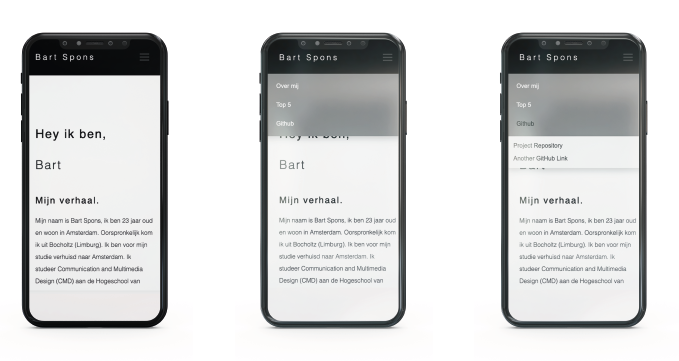 Bart Spons
Hey ik ben,
Bart
Mijn verhaal.
Mijn naam is Bart Spons, ik ben 23 jaar oud
en woon in Amsterdam. Oorspronkelijk kom
ik uit Bocholtz (Limburg). Ik ben voor mijn
studie verhuisd naar Amsterdam. Ik
studeer Communication and Multimedia
Design (CMD) aan de Hogeschool van
Bart Spons
Over mij
Top 5
Github
Hey ik ben,
Bart
Mijn verhaal.
Mijn naam is Bart Spons, ik ben 23 jaar oud
en woon in Amsterdam. Oorspronkelijk kom
ik uit Bocholtz (Limburg). Ik ben voor mijn
studie verhuisd naar Amsterdam. Ik
studeer Communication and Multimedia
Design (CMD) aan de Hogeschool van
Bart Spons
Over mij
Top 5
Github
Project Repository
Another GitHub Link
Bart
Mijn verhaal.
Mijn naam is Bart Spons, ik ben 23 jaar oud
en woon in Amsterdam. Oorspronkelijk kom
ik uit Bocholtz (Limburg). Ik ben voor mijn
studie verhuisd naar Amsterdam. Ik
studeer Communication and Multimedia
Design (CMD) aan de Hogeschool van